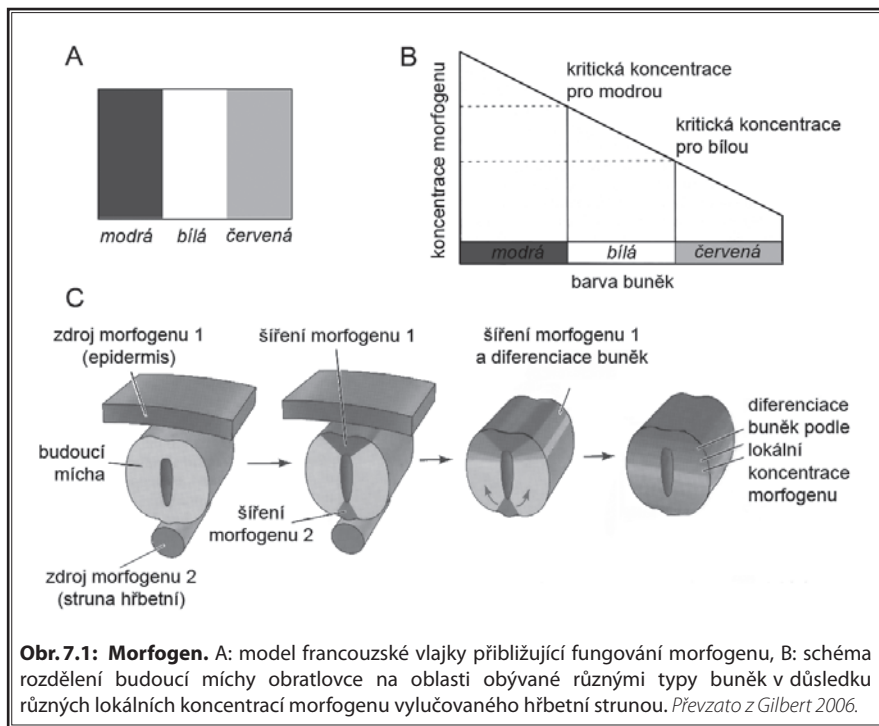 A
modrá bílá červená
B
koncentrace morfogenu
kritická koncentrace
pro modrou
kritická koncentrace
pro bílou
modrá bílá červená
barva buněk
C
zdroj morfogenu 1
(epidermis)
budoucí
mícha
zdroj morfogenu 2
(struna hřbetní)
šíření morfogenu 1
šíření
morfogenu 2
šíření morfogenu 1
a diferenciace buněk
diferenciace
buněk podle
lokální
koncentrace
morfogenu
Obr. 7.1: Morfogen. A: model francouzské vlajky přibližující fungování morfogenu, B: schéma
rozdělení budoucí míchy obratlovce na oblasti obývané různými typy buněk v důsledku
různých lokálních koncentrací morfogenu vylučovaného hřbetní strunou. Převzato z Gilbert 2006.